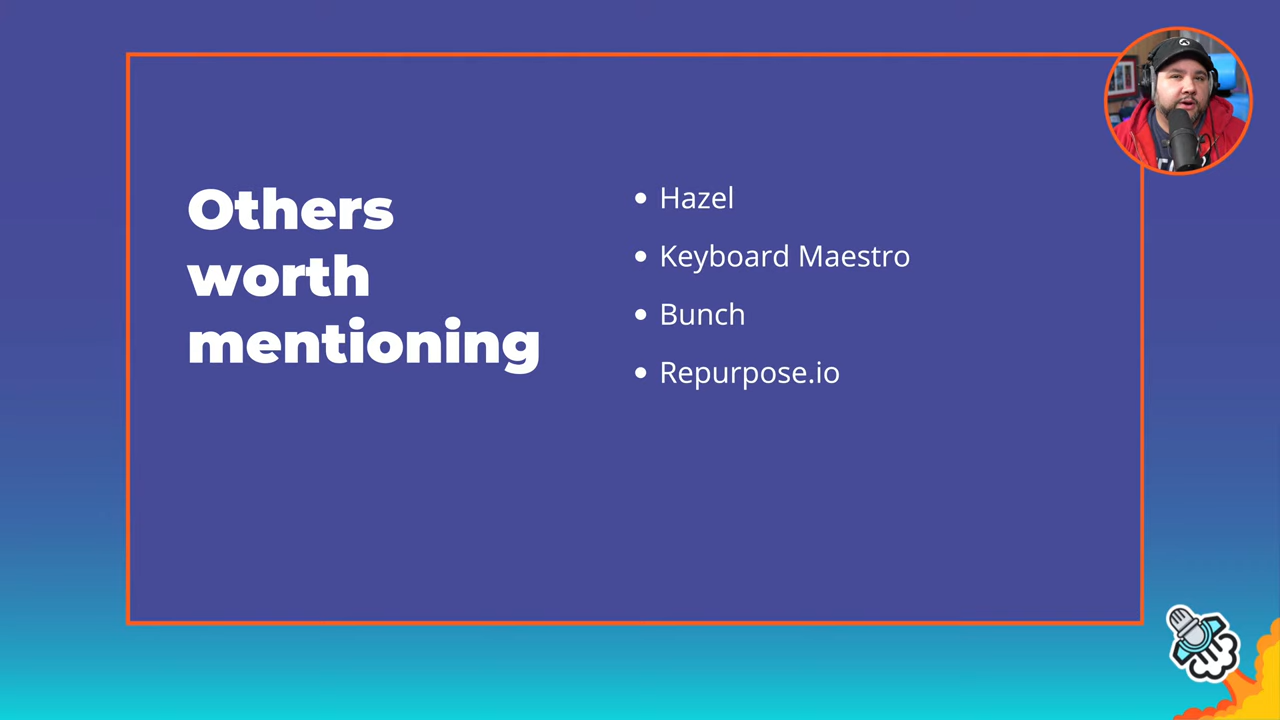 Others
worth
mentioning
Hazel
Keyboard Maestro
Bunch
Repurpose.io